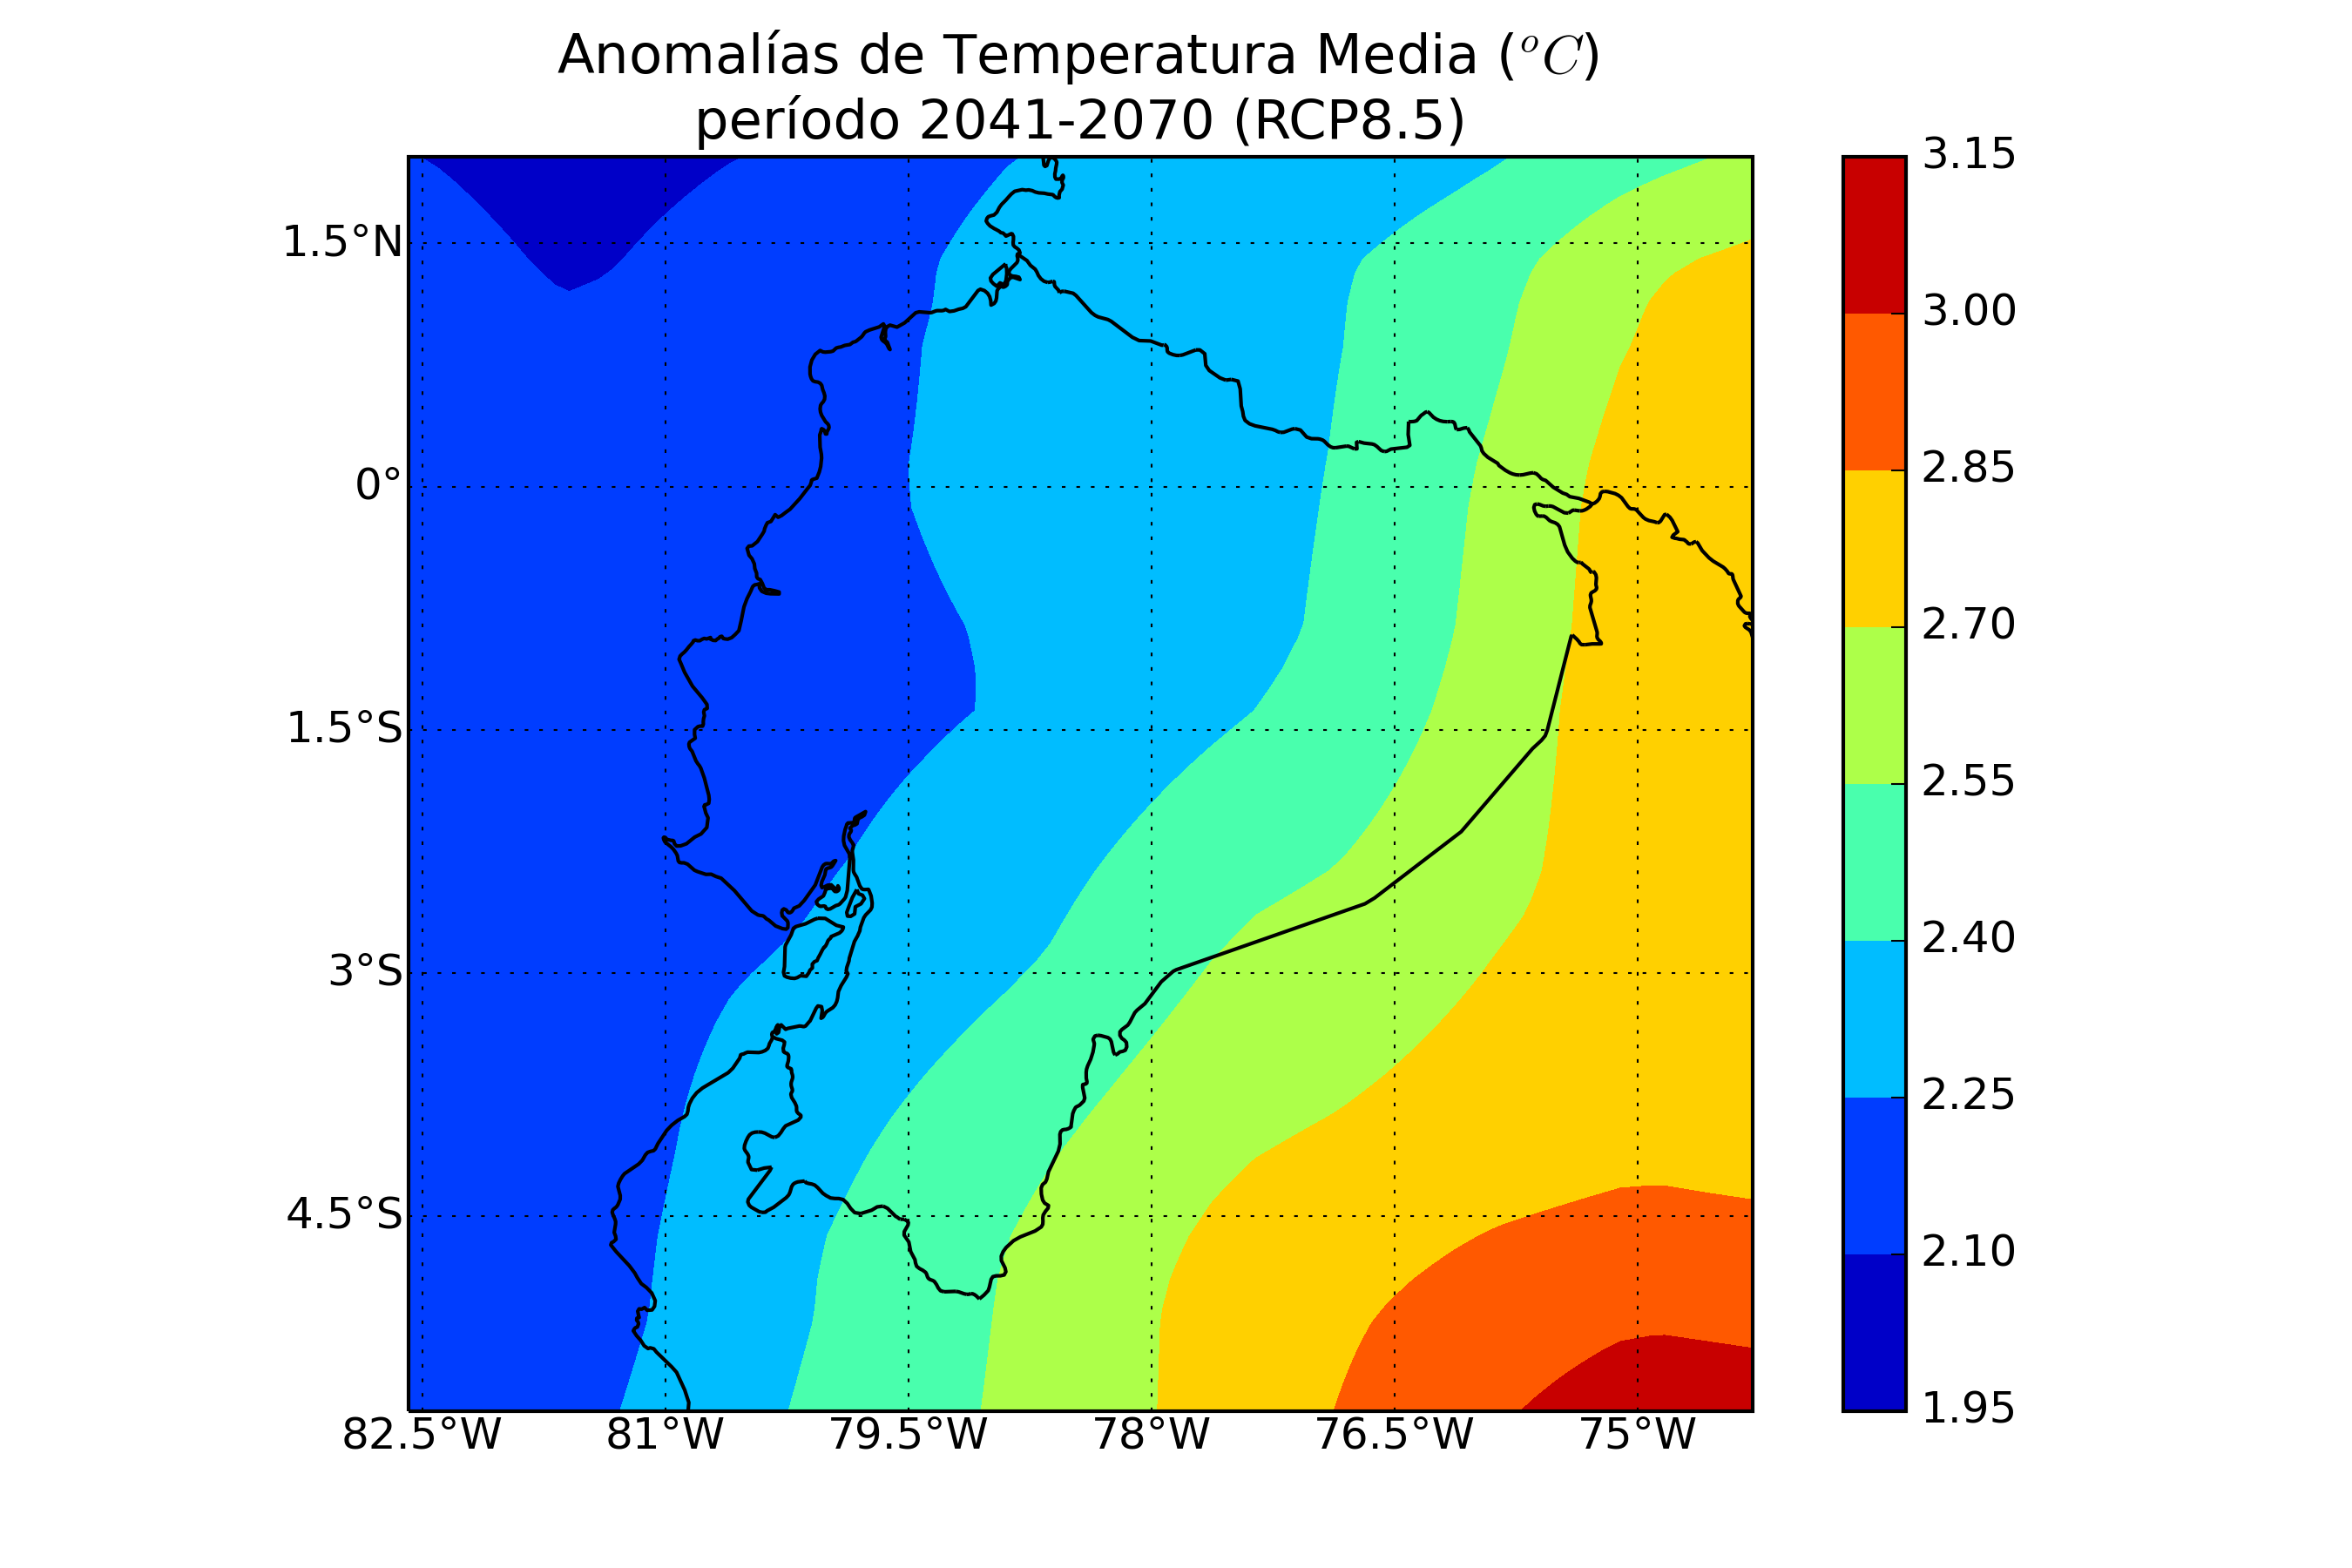 Anomalías de Temperatura Media (°C)
período 2041-2070 (RCP8.5)
1.5°N
0°
1.5°S
3°S
4.5°S
82.5°W 81°W 79.5°W 78°W 76.5°W 75°W
3.15
3.00
2.85
2.70
2.55
2.40
2.25
2.10
1.95